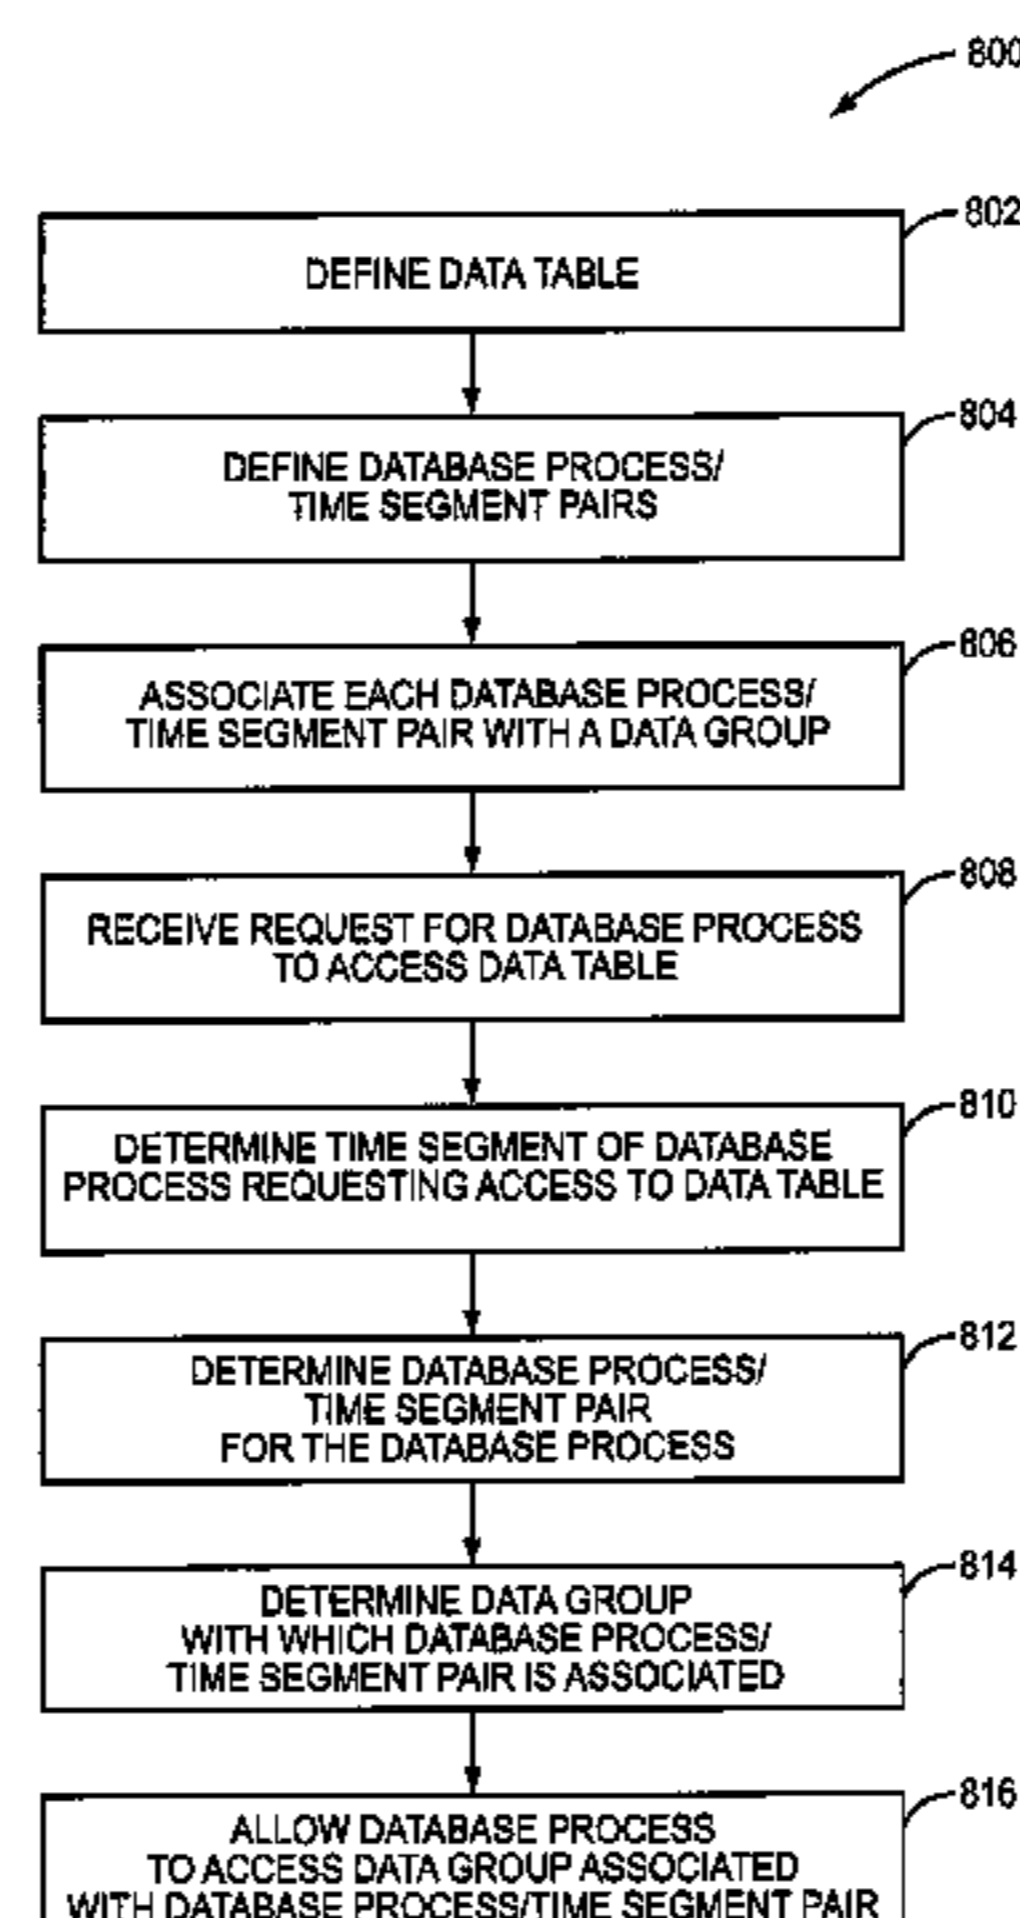 800
802
DEFINE DATA TABLE
804
DEFINE DATABASE PROCESS/
TIME SEGMENT PAIRS
806
ASSOCIATE EACH DATABASE PROCESS/
TIME SEGMENT PAIR WITH A DATA GROUP
808
RECEIVE REQUEST FOR DATABASE PROCESS
TO ACCESS DATA TABLE
810
DETERMINE TIME SEGMENT OF DATABASE
PROCESS REQUESTING ACCESS TO DATA TABLE
812
DETERMINE DATABASE PROCESS/
TIME SEGMENT PAIR
FOR THE DATABASE PROCESS
814
DETERMINE DATA GROUP
WITH WHICH DATABASE PROCESS/
TIME SEGMENT PAIR IS ASSOCIATED
816
ALLOW DATABASE PROCESS
TO ACCESS DATA GROUP ASSOCIATED
WITH DATABASE PROCESS/TIME SEGMENT PAIR